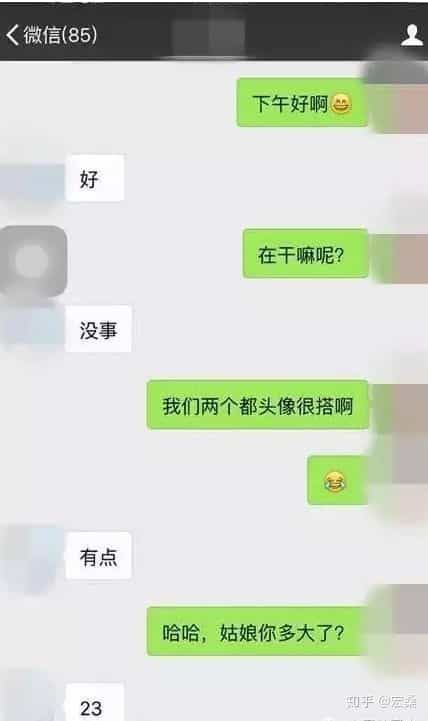 微信(85)
下午好啊😄
好
在干嘛呢？
没事
我们两个都头像很搭啊
😂
有点
哈哈，姑娘你多大了？
23
知乎 @宏桑